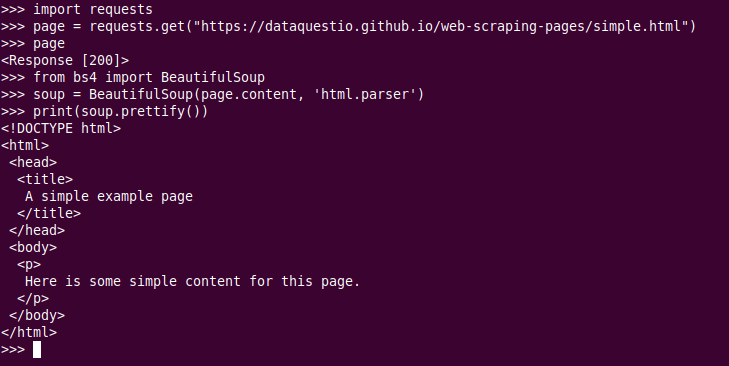 >>> import requests
>>> page = requests.get("https://dataquestio.github.io/web-scraping-pages/simple.html")
>>> page
<Response [200]>
>>> from bs4 import BeautifulSoup
>>> soup = BeautifulSoup(page.content, 'html.parser')
>>> print(soup.prettify())
<!DOCTYPE html>
<html>
 <head>
  <title>
   A simple example page
  </title>
 </head>
 <body>
  <p>
   Here is some simple content for this page.
  </p>
 </body>
</html>
>>>